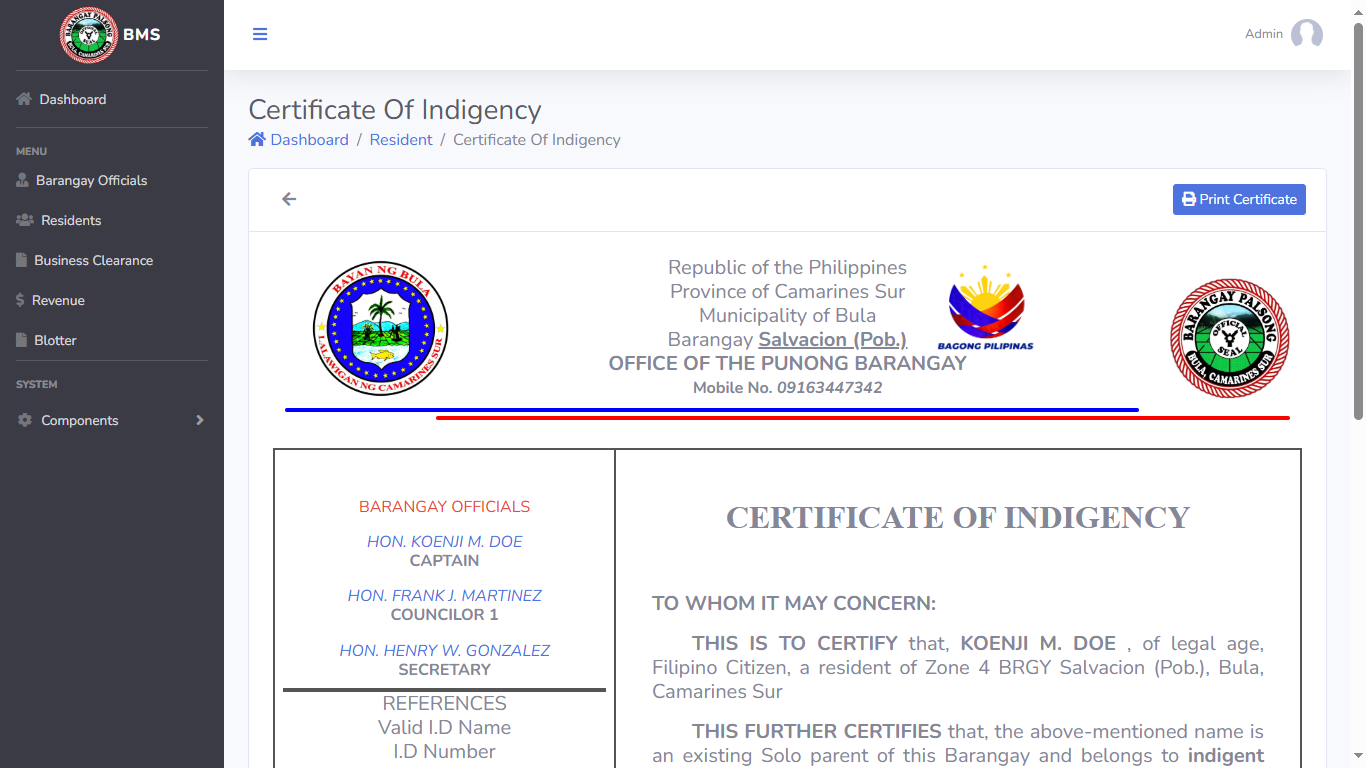 BMS
Admin
Dashboard
MENU
Barangay Officials
Residents
Business Clearance
$ Revenue
Blotter
SYSTEM
Components
Certificate Of Indigency
Dashboard / Resident / Certificate Of Indigency
Print Certificate
BAYAN NG BULA
LALAWIGAN NG CAMARINES SUR
Republic of the Philippines
Province of Camarines Sur
Municipality of Bula
Barangay Salvacion (Pob.)
OFFICE OF THE PUNONG BARANGAY
Mobile No. 09163447342
BAGONG PILIPINAS
BARANGAY PALSONG
OFFICIAL
SEAL
BULA, CAMARINES SUR
BARANGAY OFFICIALS
HON. KOENJI M. DOE
CAPTAIN
HON. FRANK J. MARTINEZ
COUNCILOR 1
HON. HENRY W. GONZALEZ
SECRETARY
REFERENCES
Valid I.D Name
I.D Number
CERTIFICATE OF INDIGENCY
TO WHOM IT MAY CONCERN:
THIS IS TO CERTIFY that, KOENJI M. DOE , of legal age,
Filipino Citizen, a resident of Zone 4 BRGY Salvacion (Pob.), Bula,
Camarines Sur
THIS FURTHER CERTIFIES that, the above-mentioned name is
an existing Solo parent of this Barangay and belongs to indigent